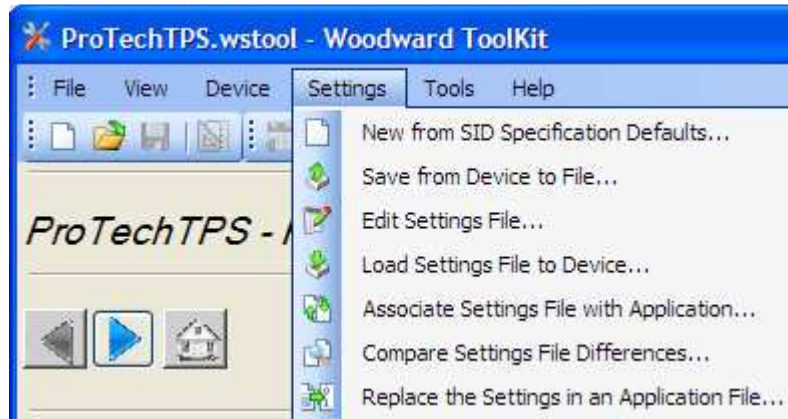 ProTechTPS.wstool - Woodward ToolKit
File View Device Settings Tools Help
New from SID Specification Defaults...
Save from Device to File...
Edit Settings File...
Load Settings File to Device...
Associate Settings File with Application...
Compare Settings File Differences...
Replace the Settings in an Application File...
ProTechTPS -